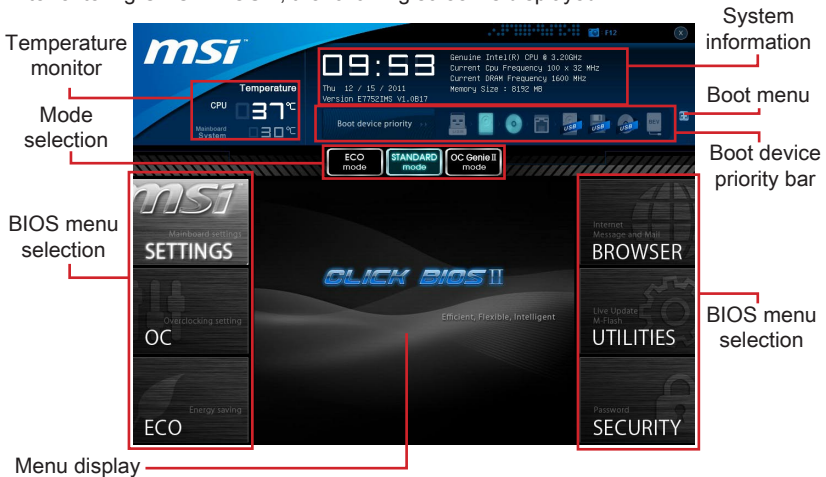 System
information
Temperature
monitor
msi
F12
X
09:53
Genuine Intel(R) CPU @ 3.20GHz
Current Cpu Frequency 100 x 32 MHz
Current DRAM Frequency 1600 MHz
Memory Size : 8192 MB
Thu 12 / 15 / 2011
Version E7752IMS V1.0B17
Temperature
CPU 37°C
Mainboard
System 30°C
Boot menu
Mode
selection
Boot device priority
USB
USB
USB
Boot device
priority bar
ECO
mode
STANDARD
mode
OC Genie II
mode
BIOS menu
selection
msi
Mainboard settings
SETTINGS
Internet
Message and Mail
BROWSER
CLICK BIOS II
Efficient, Flexible, Intelligent
Overclocking setting
OC
Live Update
M-Flash
UTILITIES
BIOS menu
selection
Energy saving
ECO
Password
SECURITY
Menu display